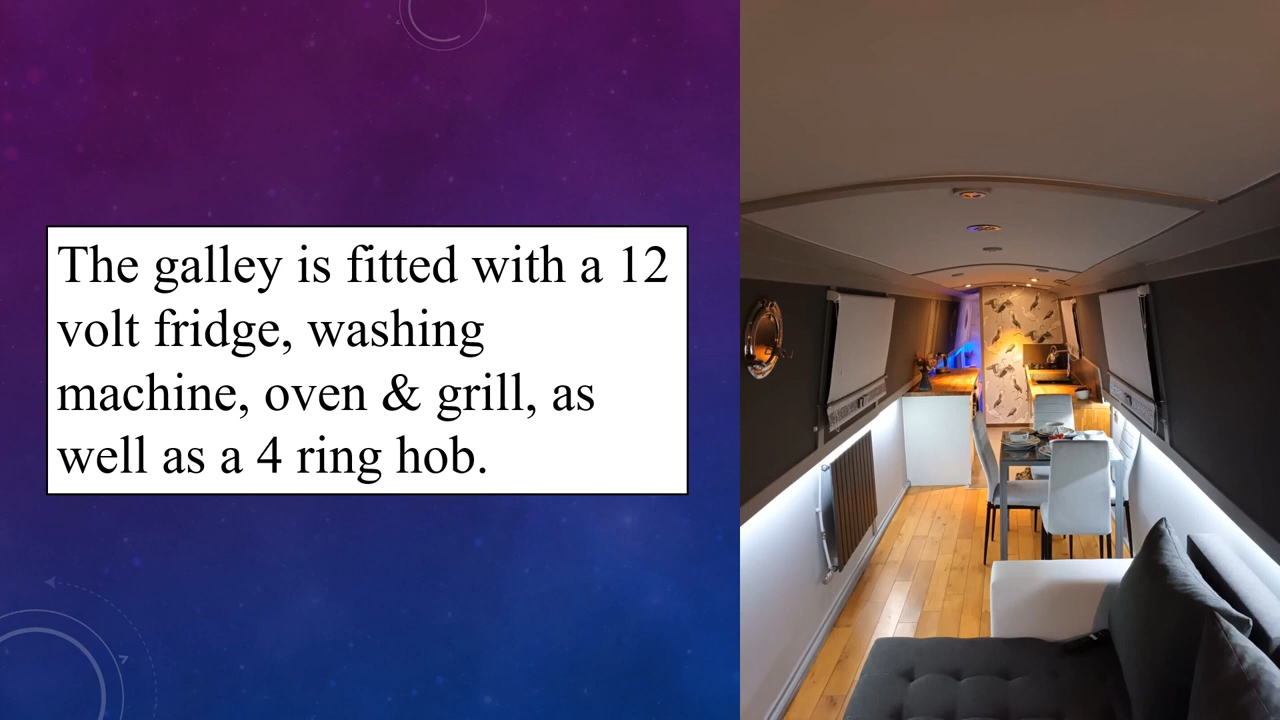 The galley is fitted with a 12
volt fridge, washing
machine, oven & grill, as
well as a 4 ring hob.